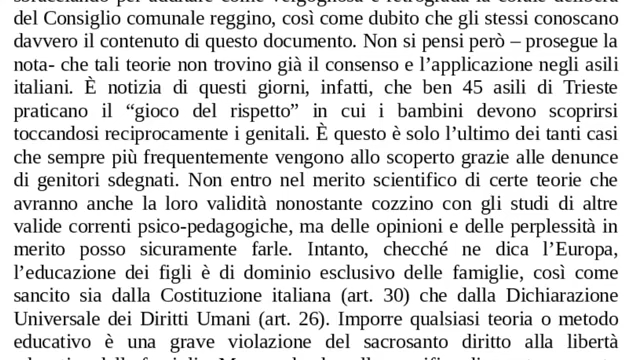 del Consiglio comunale reggino, così come dubito che gli stessi conoscano
davvero il contenuto di questo documento. Non si pensi però – prosegue la
nota- che tali teorie non trovino già il consenso e l’applicazione negli asili
italiani. È notizia di questi giorni, infatti, che ben 45 asili di Trieste
praticano il “gioco del rispetto” in cui i bambini devono scoprirsi
toccandosi reciprocamente i genitali. È questo è solo l’ultimo dei tanti casi
che sempre più frequentemente vengono allo scoperto grazie alle denunce
di genitori sdegnati. Non entro nel merito scientifico di certe teorie che
avranno anche la loro validità nonostante cozzino con gli studi di altre
valide correnti psico-pedagogiche, ma delle opinioni e delle perplessità in
merito posso sicuramente farle. Intanto, checché ne dica l’Europa,
l’educazione dei figli è di dominio esclusivo delle famiglie, così come
sancito sia dalla Costituzione italiana (art. 30) che dalla Dichiarazione
Universale dei Diritti Umani (art. 26). Imporre qualsiasi teoria o metodo
educativo è una grave violazione del sacrosanto diritto alla libertà